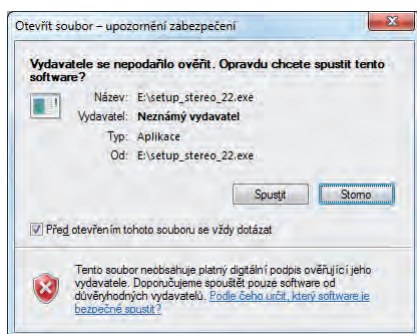 Otevřít soubor – upozornění zabezpečení
Vydavatele se nepodařilo ověřit. Opravdu chcete spustit tento
software?
Název: E:\setup_stereo_22.exe
Vydavatel: Neznámý vydavatel
Typ: Aplikace
Od: E:\setup_stereo_22.exe
Spustit Storno
Před otevřením tohoto souboru se vždy dotázat
Tento soubor neobsahuje platný digitální podpis ověřující jeho
vydavatele. Doporučujeme spouštět pouze software od
důvěryhodných vydavatelů. Podle čeho určit, který software je
bezpečné spustit?